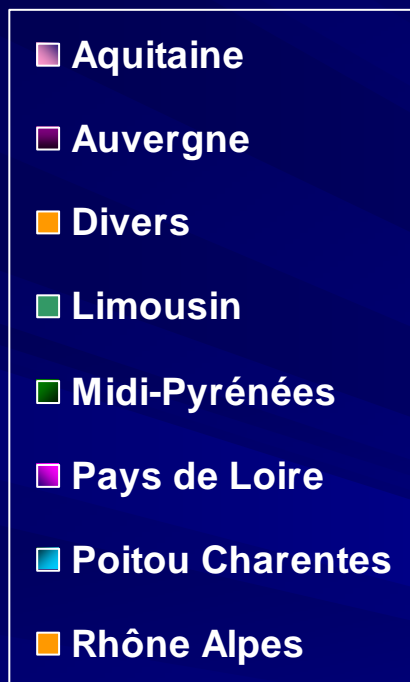 Aquitaine
Auvergne
Divers
Limousin
Midi-Pyrénées
Pays de Loire
Poitou Charentes
Rhône Alpes